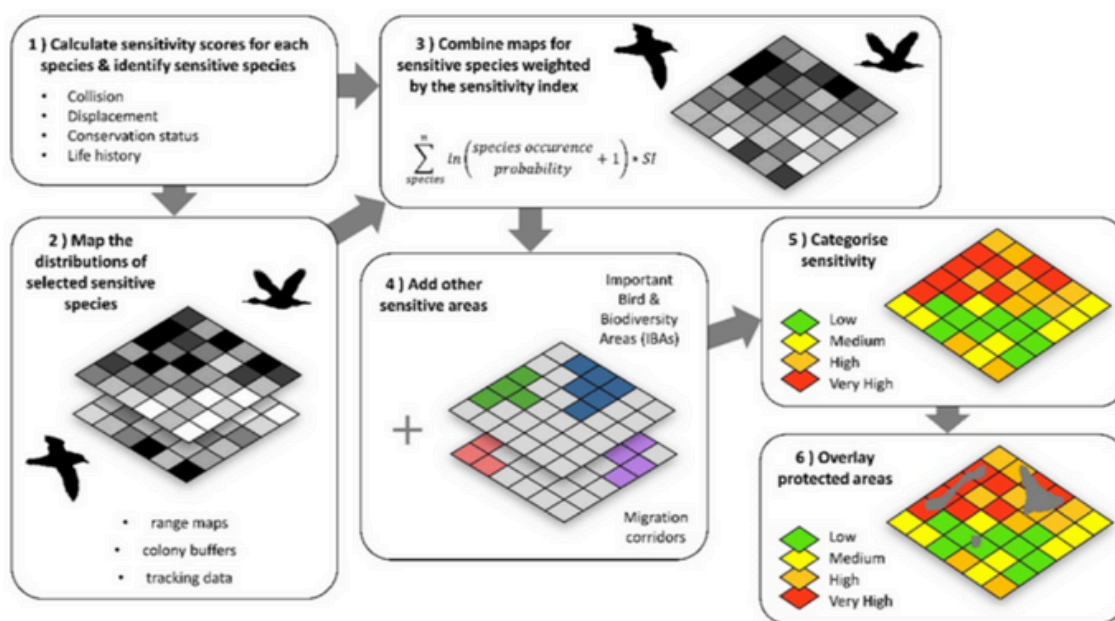 1 ) Calculate sensitivity scores for each
species & identify sensitive species
• Collision
• Displacement
• Conservation status
• Life history
2 ) Map the
distributions of
selected sensitive
species
• range maps
• colony buffers
• tracking data
3 ) Combine maps for
sensitive species weighted
by the sensitivity index
n
∑ ln(species occurence probability + 1) * SI
species
4 ) Add other
sensitive areas
Important
Bird &
Biodiversity
Areas (IBAs)
+
Migration
corridors
5 ) Categorise
sensitivity
Low
Medium
High
Very High
6 ) Overlay
protected areas
Low
Medium
High
Very High